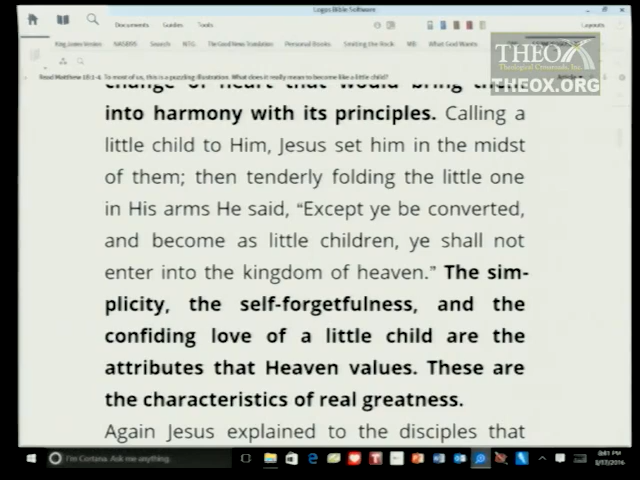 Logos Bible Software
Documents Guides Tools
Layouts
King James Version NASB95 Search NTG The Good News Translation Personal Books Smiting the Rock WB What God Wants
THEOX
THEOX.ORG
Read Matthew 18:1-4. To most of us, this is a puzzling illustration. What does it really mean to become like a little child?
change of heart that would bring them
into harmony with its principles. Calling a
little child to Him, Jesus set him in the midst
of them; then tenderly folding the little one
in His arms He said, “Except ye be converted,
and become as little children, ye shall not
enter into the kingdom of heaven.” The sim-
plicity, the self-forgetfulness, and the
confiding love of a little child are the
attributes that Heaven values. These are
the characteristics of real greatness.
Again Jesus explained to the disciples that
I'm Cortana. Ask me anything.